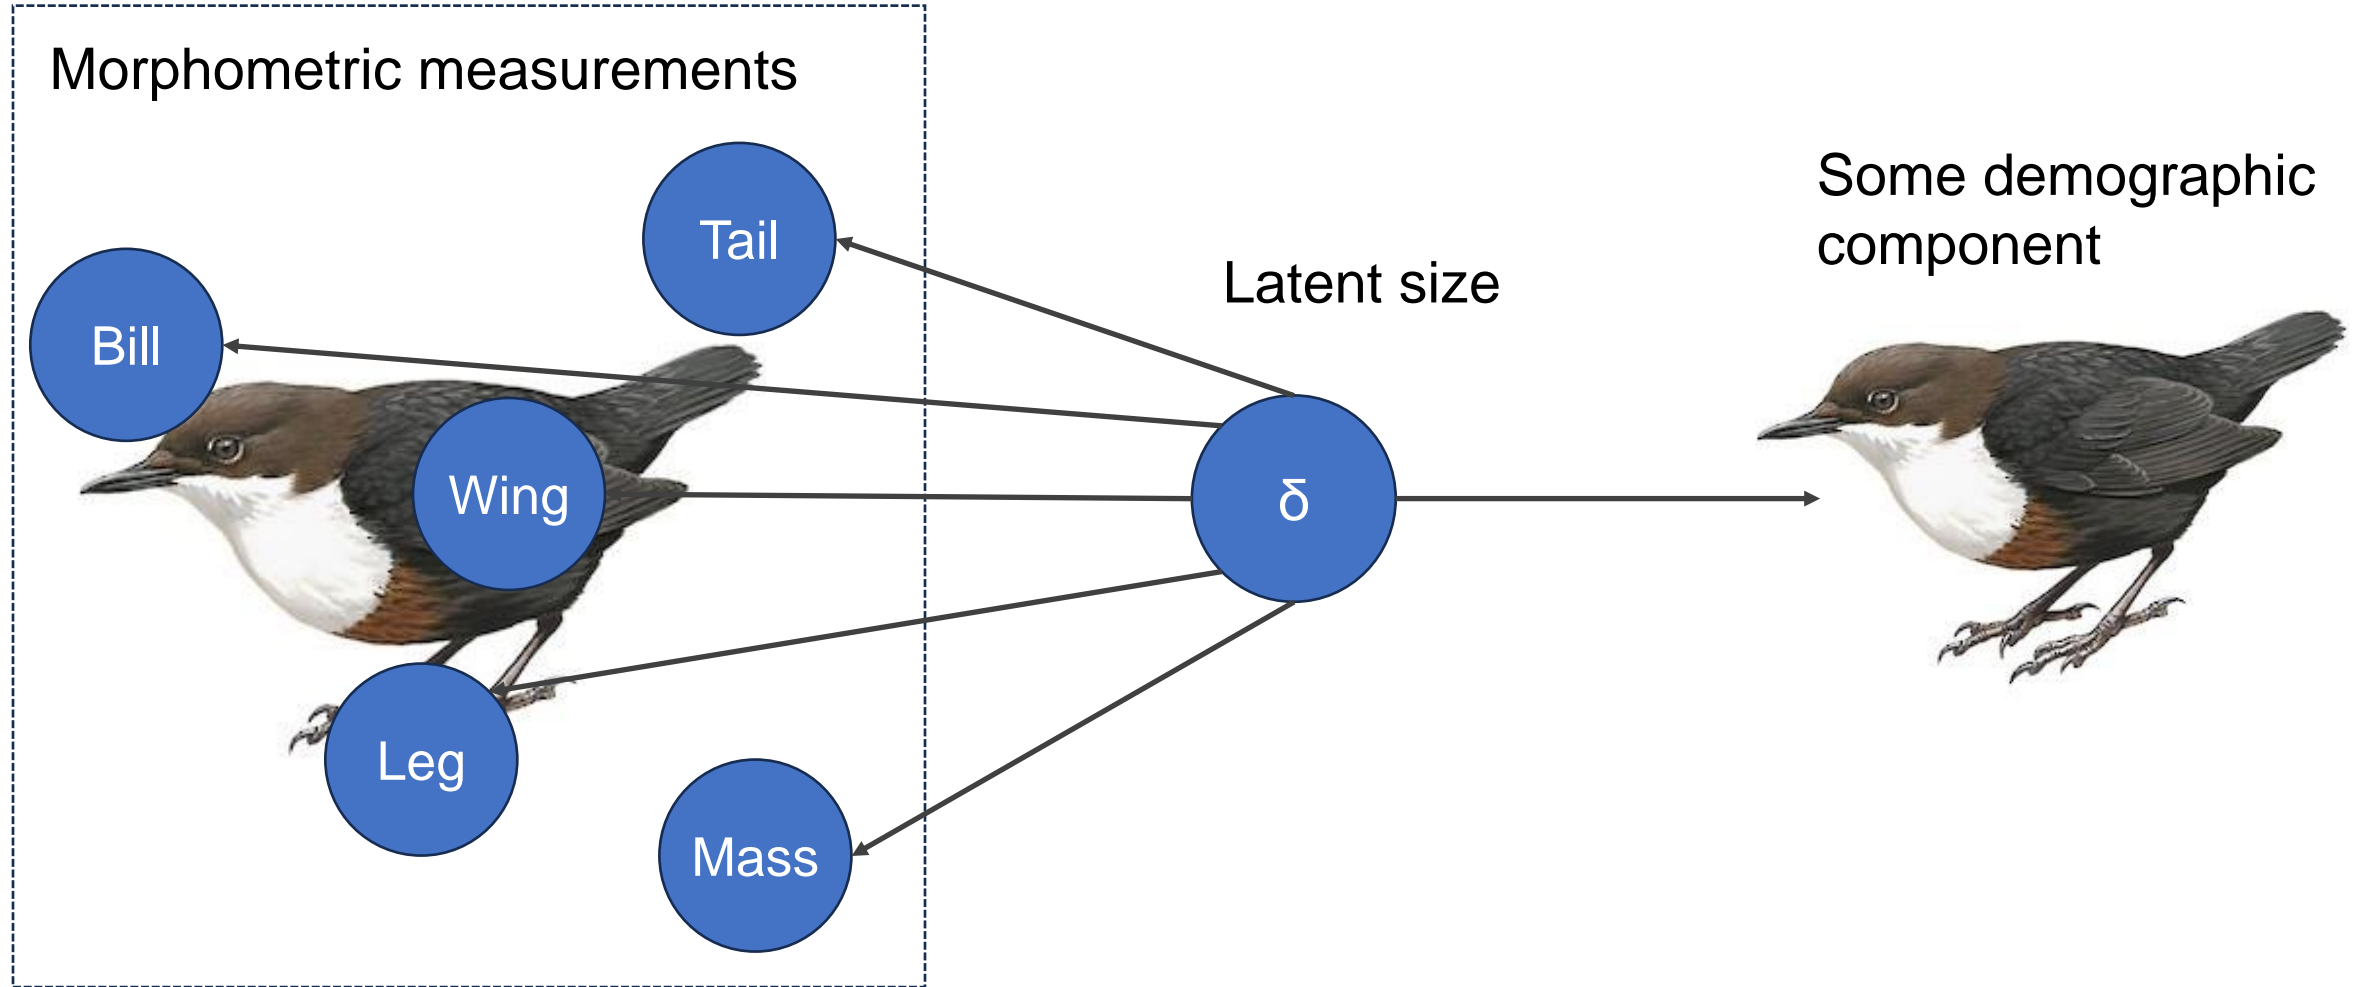 Morphometric measurements
Tail
Bill
Wing
Leg
Mass
Latent size
δ
Some demographic
component